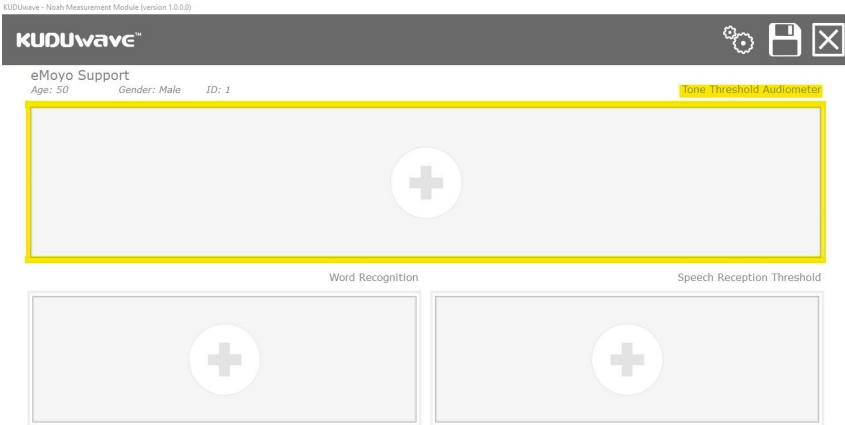 KUDUwave - Noah Measurement Module (version 1.0.0.0)
KUDUwave™
eMoyo Support
Age: 50 Gender: Male ID: 1
Tone Threshold Audiometer
Word Recognition
Speech Reception Threshold